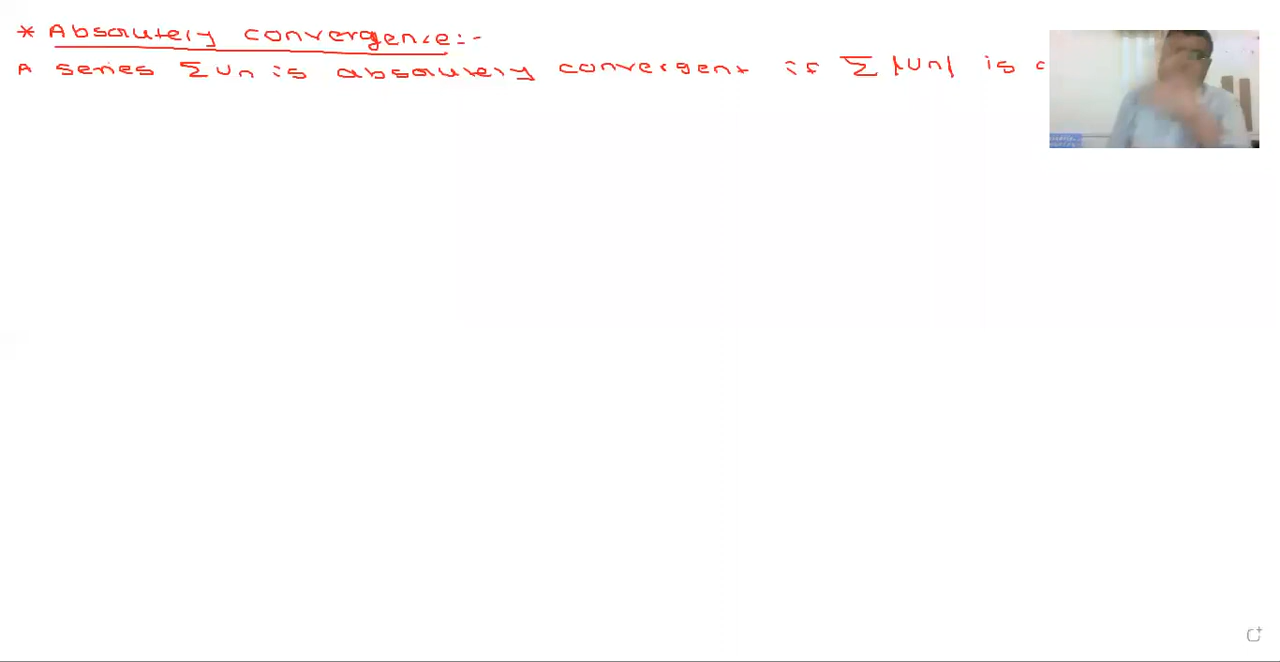 * Absolutely convergence:-
A series Σun is absolutely convergent if Σ |un| is